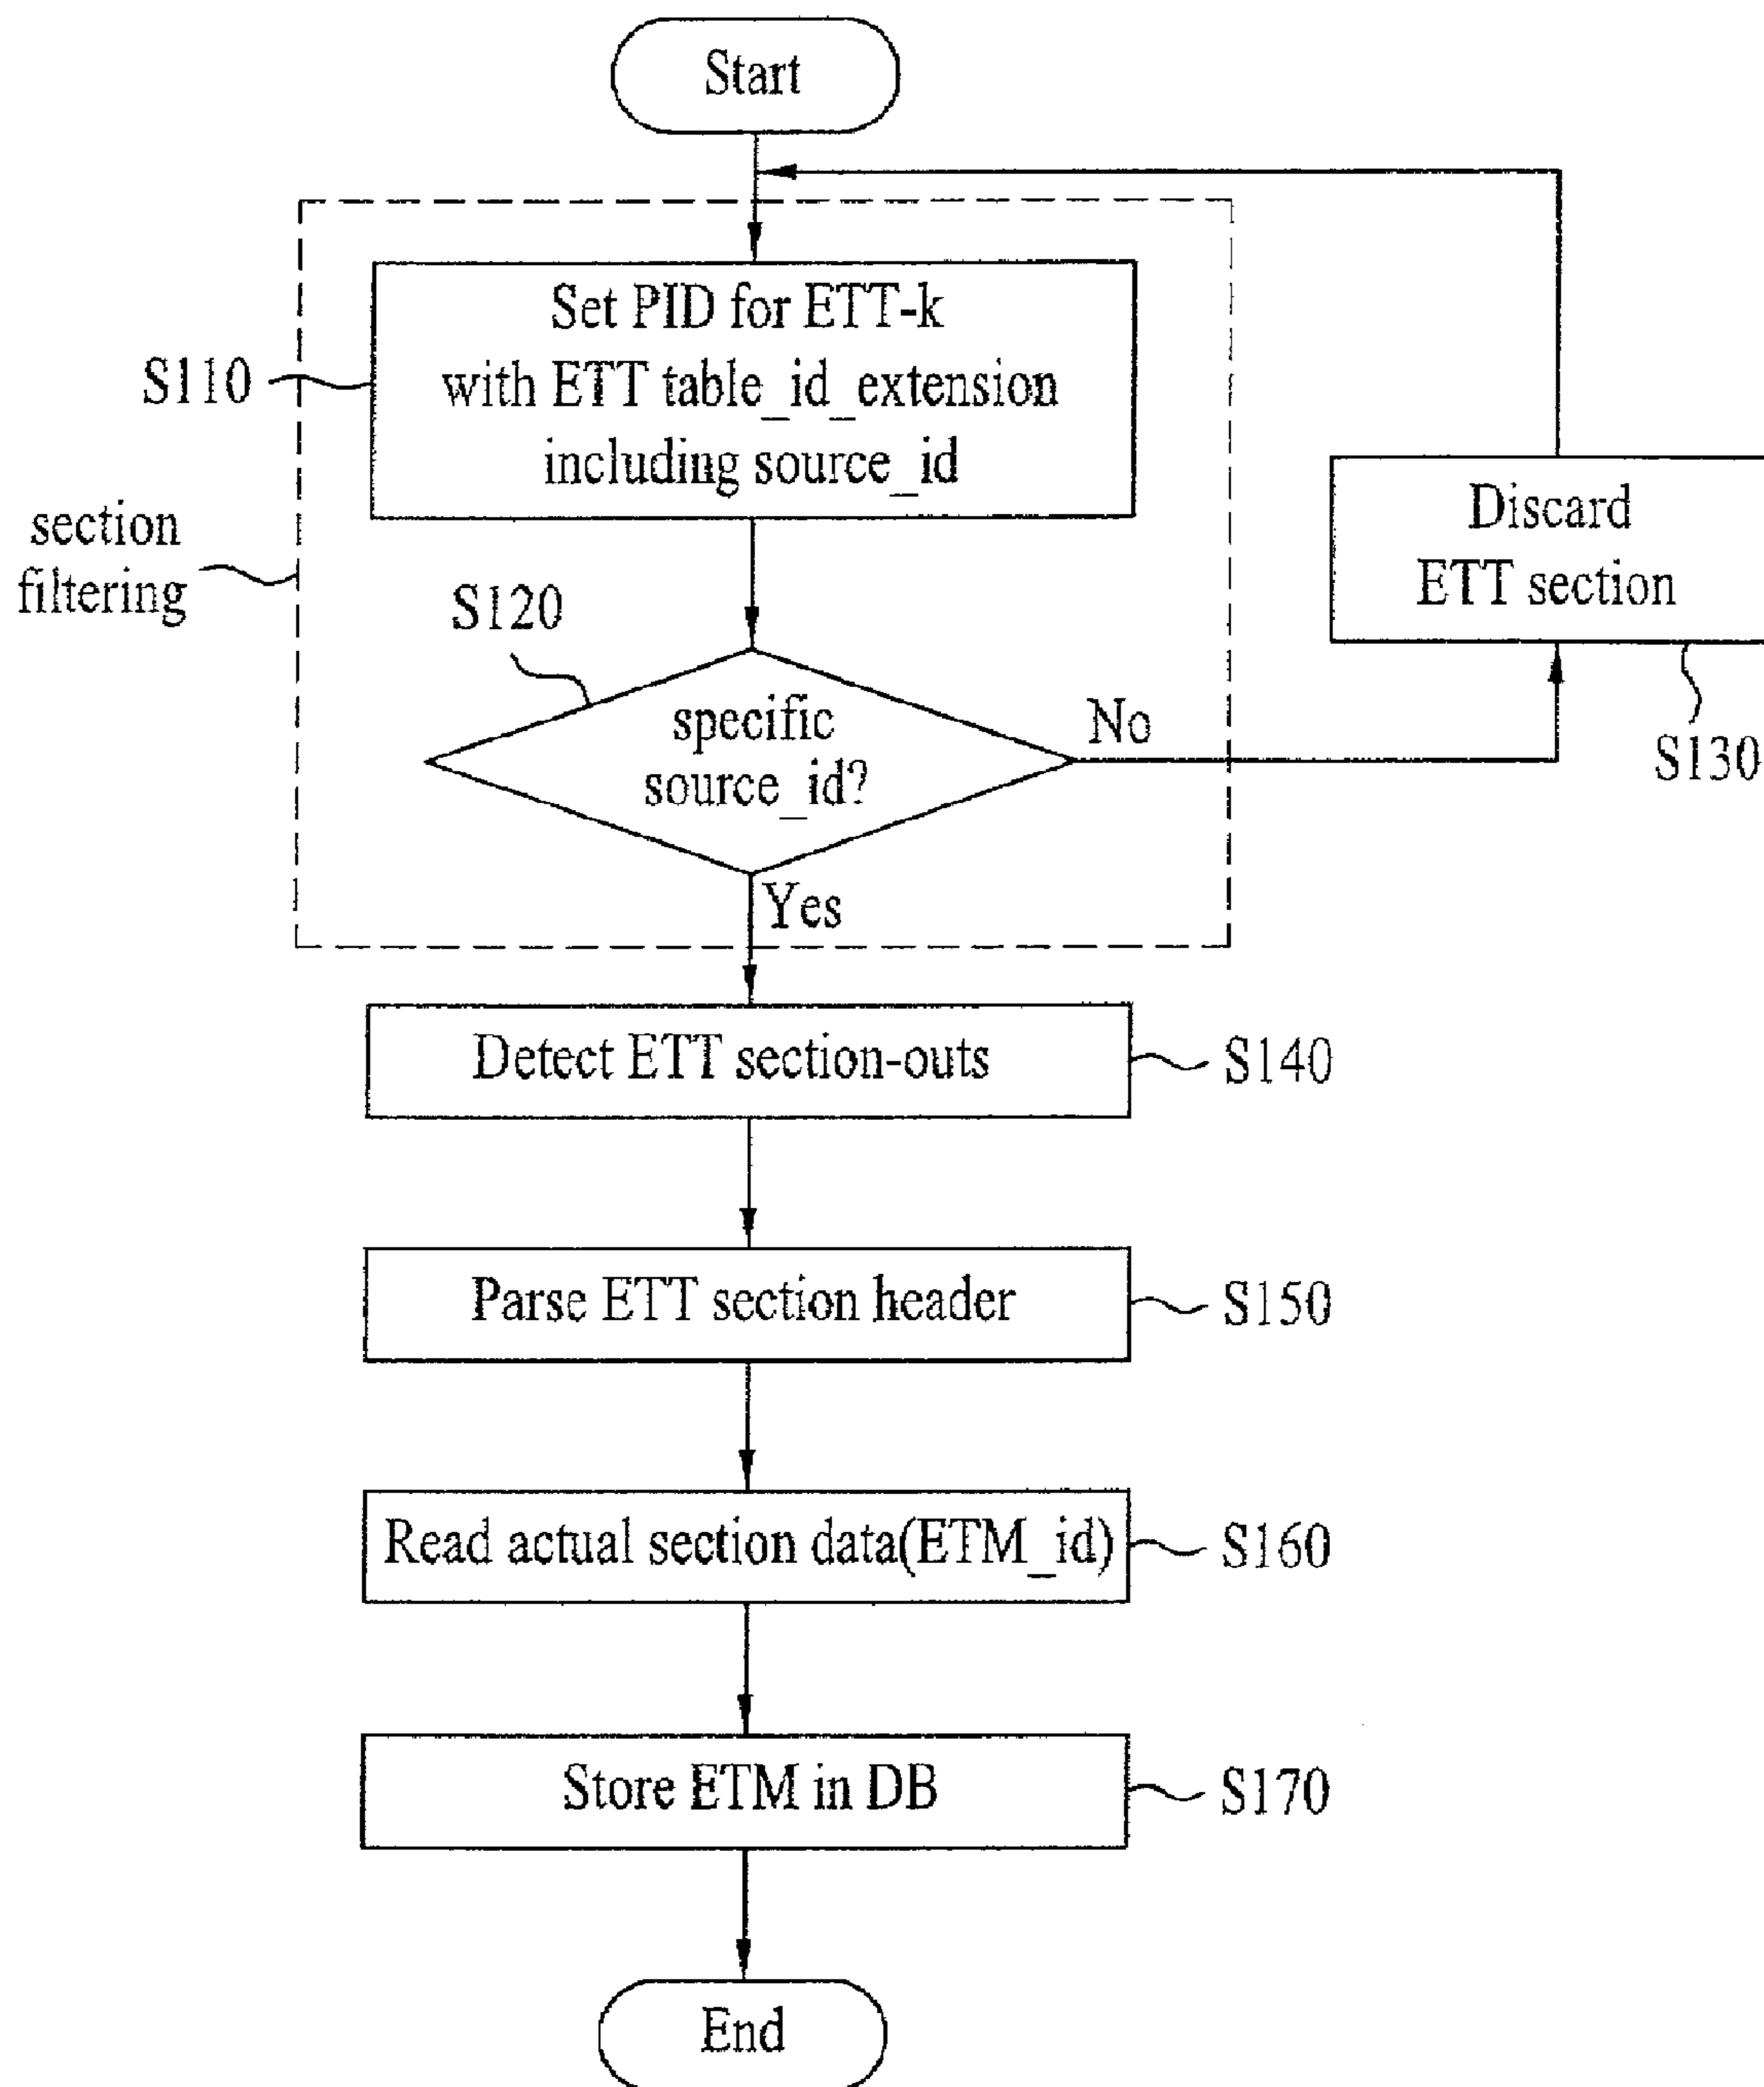 Start
Set PID for ETT-k
with ETT table_id_extension
including source_id
S110
section
filtering
Discard
ETT section
S130
S120
specific
source_id?
No
Yes
Detect ETT section-outs
S140
Parse ETT section header
S150
Read actual section data(ETM_id)
S160
Store ETM in DB
S170
End